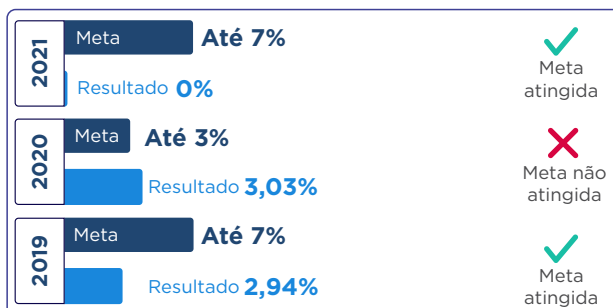 2021
Meta
Até 7%
Resultado 0%
Meta
atingida
2020
Meta
Até 3%
Resultado 3,03%
Meta não
atingida
2019
Meta
Até 7%
Resultado 2,94%
Meta
atingida